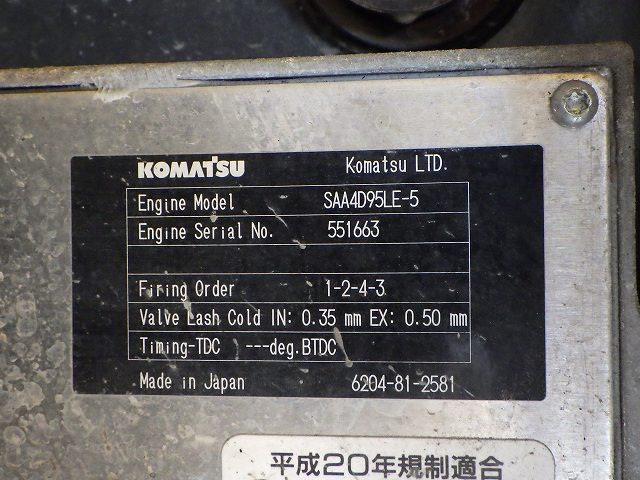 KOMATSU Komatsu LTD.
Engine Model SAA4D95LE-5
Engine Serial No. 551663
Firing Order 1-2-4-3
Valve Lash Cold IN: 0.35 mm EX: 0.50 mm
Timing-TDC ---deg.BTDC
Made in Japan 6204-81-2581
平成20年規制適合